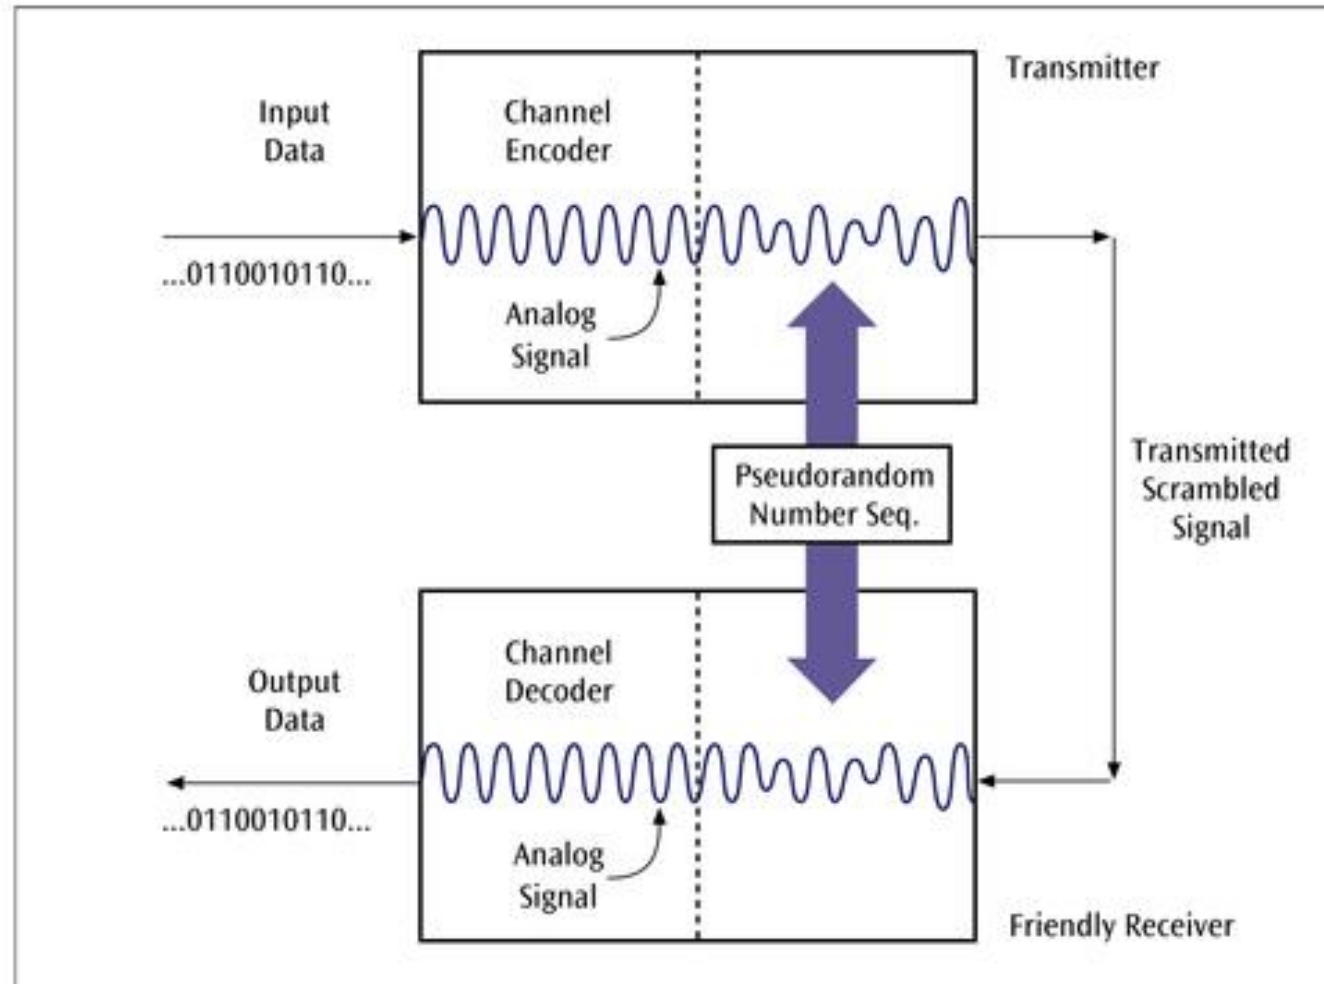 Transmitter
Input
Data
Channel
Encoder
...0110010110...
Analog
Signal
Pseudorandom
Number Seq.
Transmitted
Scrambled
Signal
Output
Data
Channel
Decoder
...0110010110...
Analog
Signal
Friendly Receiver